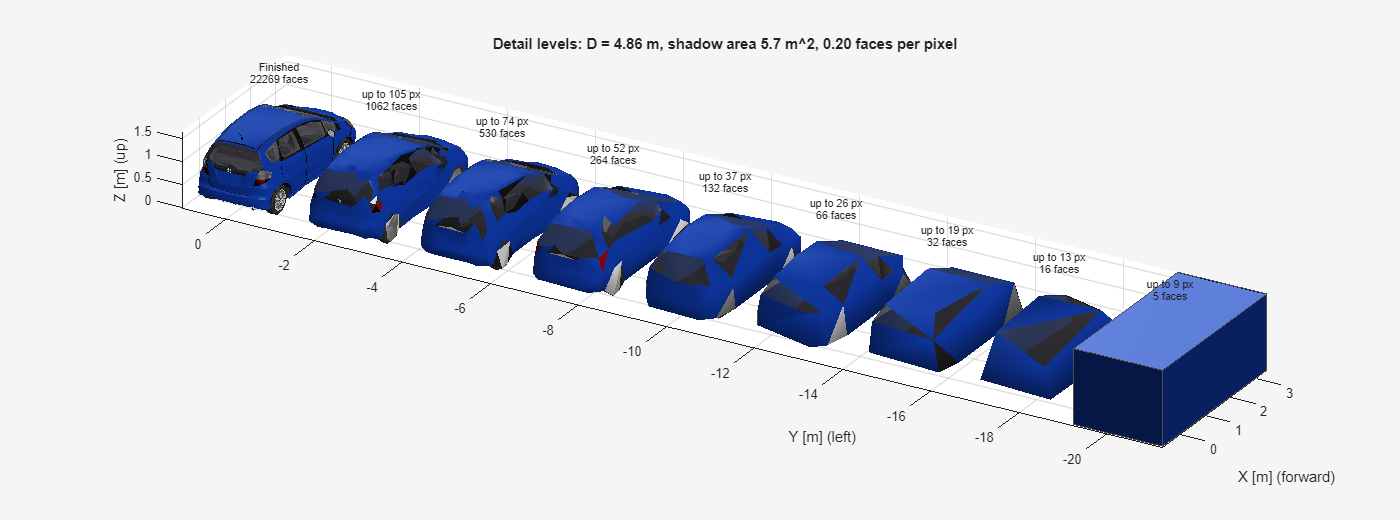 Detail levels: D = 4.86 m, shadow area 5.7 m^2, 0.20 faces per pixel
Finished
22269 faces
up to 105 px
1062 faces
up to 74 px
530 faces
up to 52 px
264 faces
up to 37 px
132 faces
up to 26 px
66 faces
up to 19 px
32 faces
up to 13 px
16 faces
up to 9 px
5 faces
Z [m] (up)
1.5
1
0.5
0
0
-2
-4
-6
-8
-10
-12
-14
-16
-18
-20
Y [m] (left)
0
1
2
3
X [m] (forward)